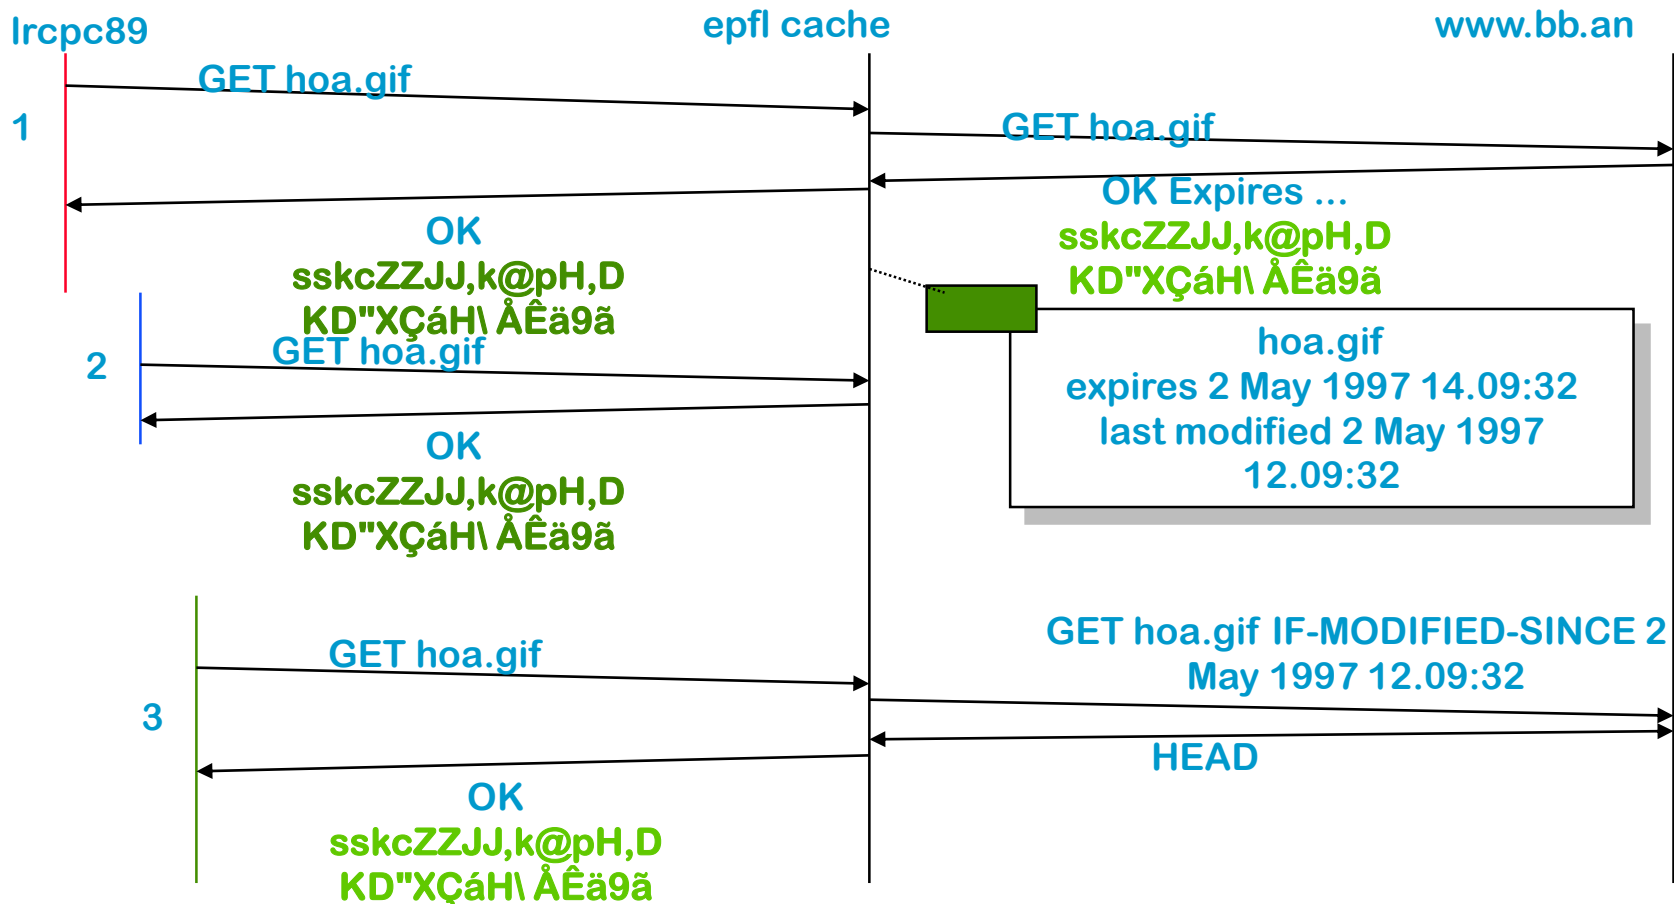 lrcpc89
epfl cache
www.bb.an
GET hoa.gif
1
GET hoa.gif
OK Expires ...
sskcZZJJ,k@pH,D
KD"XÇáH\ ÅÊä9ã
OK
sskcZZJJ,k@pH,D
KD"XÇáH\ ÅÊä9ã
hoa.gif
expires 2 May 1997 14.09:32
last modified 2 May 1997
12.09:32
2
GET hoa.gif
OK
sskcZZJJ,k@pH,D
KD"XÇáH\ ÅÊä9ã
GET hoa.gif
GET hoa.gif IF-MODIFIED-SINCE 2
May 1997 12.09:32
3
HEAD
OK
sskcZZJJ,k@pH,D
KD"XÇáH\ ÅÊä9ã